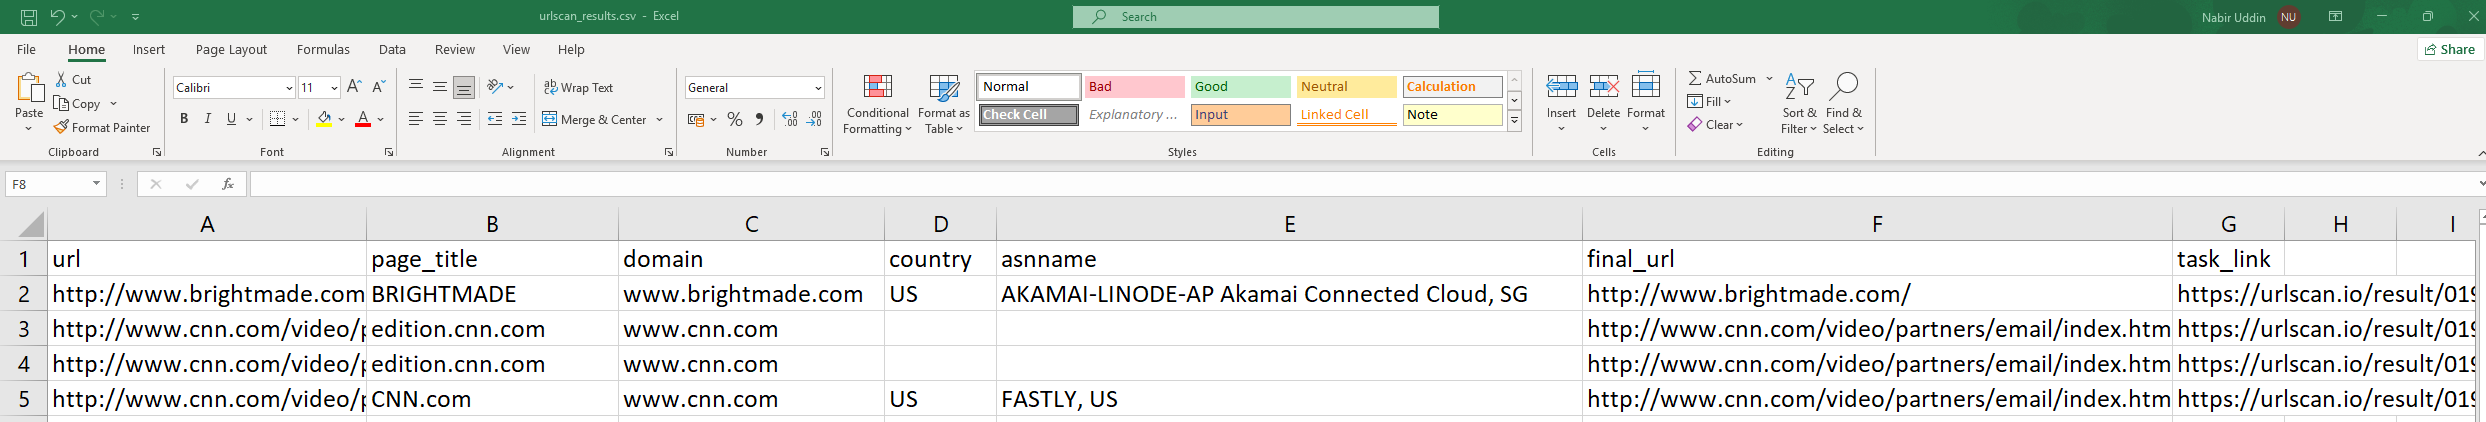 urlscan_results.csv - Excel
Search
Nabir Uddin NU
File Home Insert Page Layout Formulas Data Review View Help
Share
Paste
Cut
Copy
Format Painter
Clipboard
Calibri 11 A A
B I U A
Font
ab Wrap Text
Merge & Center
Alignment
General
% 9 .00 .00
Number
Conditional Formatting
Format as Table
Normal Bad Good Neutral Calculation
Check Cell Explanatory ... Input Linked Cell Note
Styles
Insert Delete Format
Cells
AutoSum
Fill
Clear
Sort & Filter
Find & Select
Editing
F8 fx
A B C D E F G H I
1 url page_title domain country asnname final_url task_link
2 http://www.brightmade.com BRIGHTMADE www.brightmade.com US AKAMAI-LINODE-AP Akamai Connected Cloud, SG http://www.brightmade.com/ https://urlscan.io/result/019
3 http://www.cnn.com/video/p edition.cnn.com www.cnn.com http://www.cnn.com/video/partners/email/index.htm https://urlscan.io/result/019
4 http://www.cnn.com/video/p edition.cnn.com www.cnn.com http://www.cnn.com/video/partners/email/index.htm https://urlscan.io/result/019
5 http://www.cnn.com/video/p CNN.com www.cnn.com US FASTLY, US http://www.cnn.com/video/partners/email/index.htm https://urlscan.io/result/019